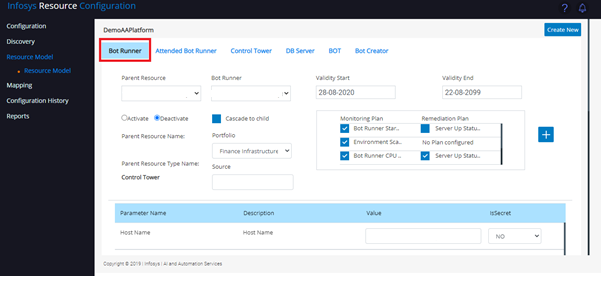 Infosys Resource Configuration
?
Configuration
Discovery
Resource Model
Resource Model
Mapping
Configuration History
Reports
DemoAAPlatform
Create New
Bot Runner Attended Bot Runner Control Tower DB Server BOT Bot Creator
Parent Resource Bot Runner Validity Start Validity End
28-08-2020 22-08-2099
Activate Deactivate Cascade to child
Monitoring Plan Remediation Plan
Bot Runner Star.. Server Up Statu..
Environment Sca.. No Plan configured
Bot Runner CPU .. Server Up Statu..
Parent Resource Name: Portfolio
Finance Infrastructure
Parent Resource Type Name: Source
Control Tower
Parameter Name Description Value IsSecret
Host Name Host Name NO
Copyright © 2019 | Infosys | AI and Automation Services